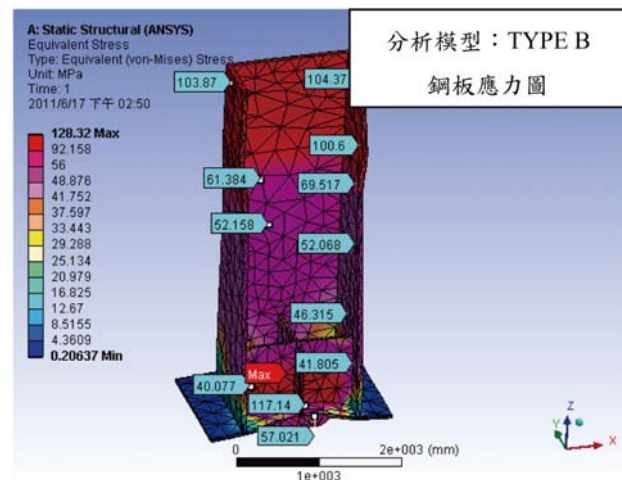 A: Static Structural (ANSYS)
Equivalent Stress
Type: Equivalent (von-Mises) Stress
Unit: MPa
Time: 1
2011/6/17 下午 02:50
分析模型：TYPE B
鋼板應力圖
128.32 Max
92.158
56
48.876
41.752
37.597
33.443
29.288
25.134
20.979
16.825
12.67
8.5155
4.3609
0.20637 Min
103.87
104.37
100.6
61.384
69.517
52.158
52.068
46.315
41.805
Max
40.077
117.14
57.021
0
2e+003 (mm)
1e+003
Z
Y
X